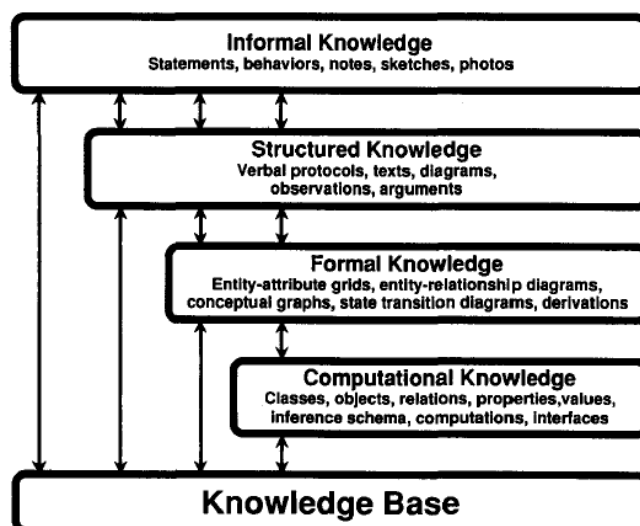 Informal Knowledge
Statements, behaviors, notes, sketches, photos
Structured Knowledge
Verbal protocols, texts, diagrams,
observations, arguments
Formal Knowledge
Entity-attribute grids, entity-relationship diagrams,
conceptual graphs, state transition diagrams, derivations
Computational Knowledge
Classes, objects, relations, properties,values,
inference schema, computations, interfaces
Knowledge Base